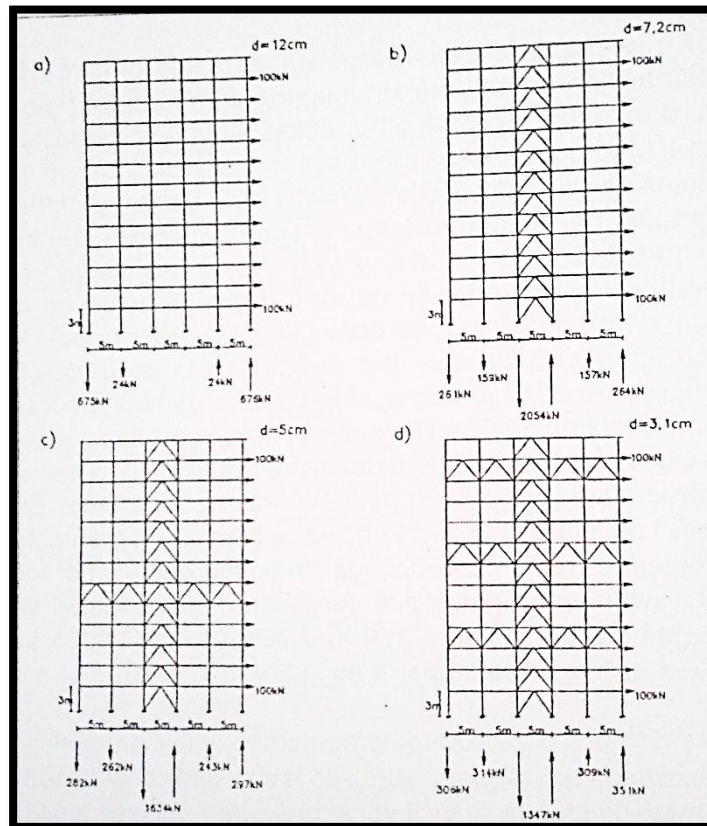 a)
d=12cm
100kN
100kN
3m
5m 5m 5m 5m 5m
24kN 24kN
675kN 676kN
b)
d=7,2cm
100kN
100kN
3m
5m 5m 5m 5m 5m
159kN 157kN
261kN 264kN
2054kN
c)
d=5cm
100kN
100kN
3m
5m 5m 5m 5m 5m
262kN 243kN
282kN 297kN
1634kN
d)
d=3,1cm
100kN
100kN
3m
5m 5m 5m 5m 5m
314kN 309kN
306kN 351kN
1347kN